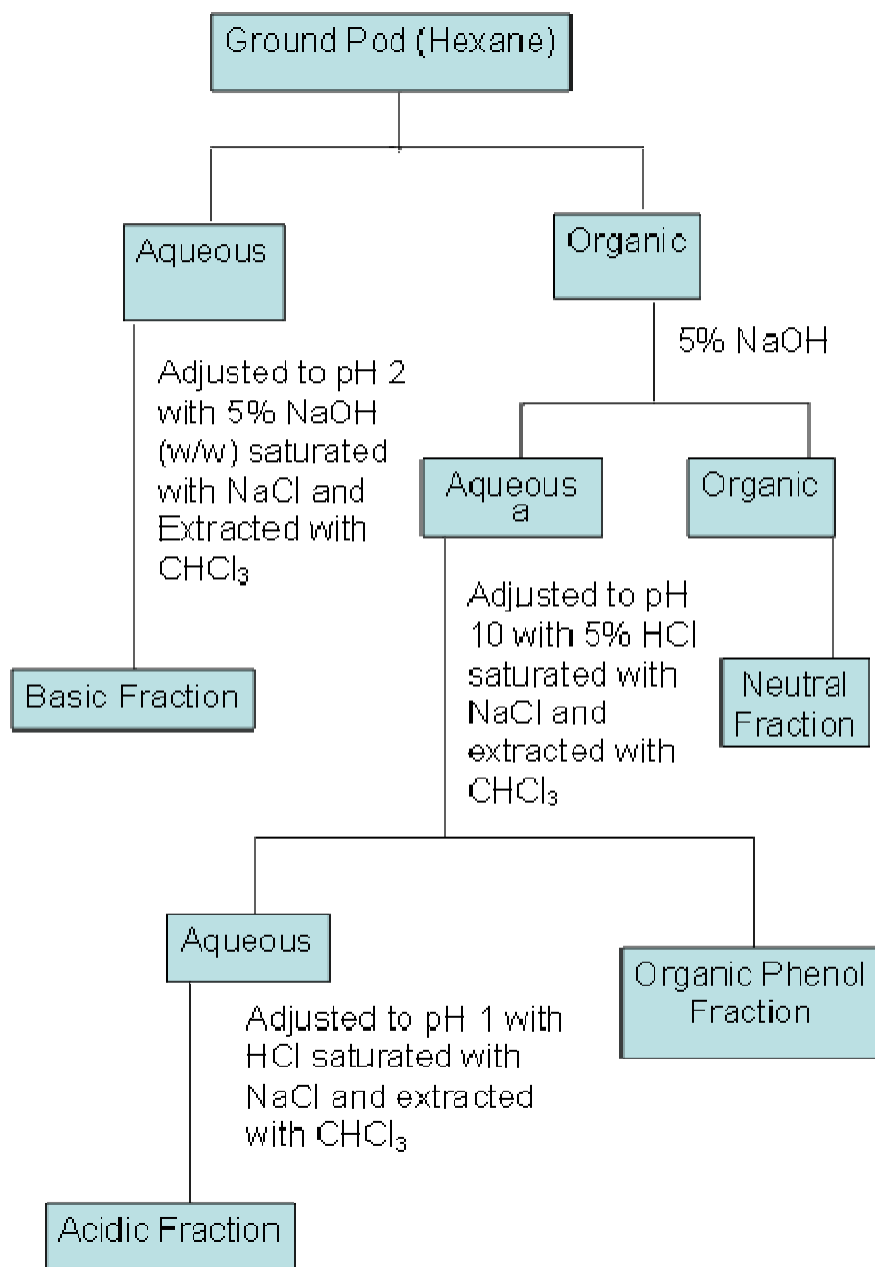 Ground Pod (Hexane)
Aqueous
Organic
5% NaOH
Adjusted to pH 2
with 5% NaOH
(w/w) saturated
with NaCl and
Extracted with
CHCl₃
Aqueous
a
Organic
Adjusted to pH
10 with 5% HCl
saturated with
NaCl and
extracted with
CHCl₃
Basic Fraction
Neutral
Fraction
Aqueous
Organic Phenol
Fraction
Adjusted to pH 1 with
HCl saturated with
NaCl and extracted
with CHCl₃
Acidic Fraction